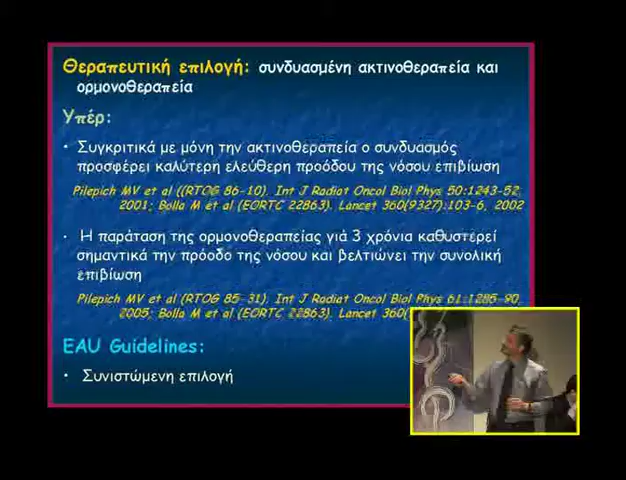 Θεραπευτική επιλογή: συνδυασμένη ακτινοθεραπεία και
ορμονοθεραπεία
Υπέρ:
• Συγκριτικά με μόνη την ακτινοθεραπεία ο συνδυασμός
προσφέρει καλύτερη ελεύθερη προόδου της νόσου επιβίωση
Pilepich MV et al ((RTOG 86-10). Int J Radiat Oncol Biol Phys 50:1243-52,
2001; Bolla M et al (EORTC 22863). Lancet 360(9327):103-6, 2002
• Η παράταση της ορμονοθεραπείας γιά 3 χρόνια καθυστερεί
σημαντικά την πρόοδο της νόσου και βελτιώνει την συνολική
επιβίωση
Pilepich MV et al (RTOG 85-31). Int J Radiat Oncol Biol Phys 61:1285-90,
2005; Bolla M et al (EORTC 22863). Lancet 360(
EAU Guidelines:
• Συνιστώμενη επιλογή